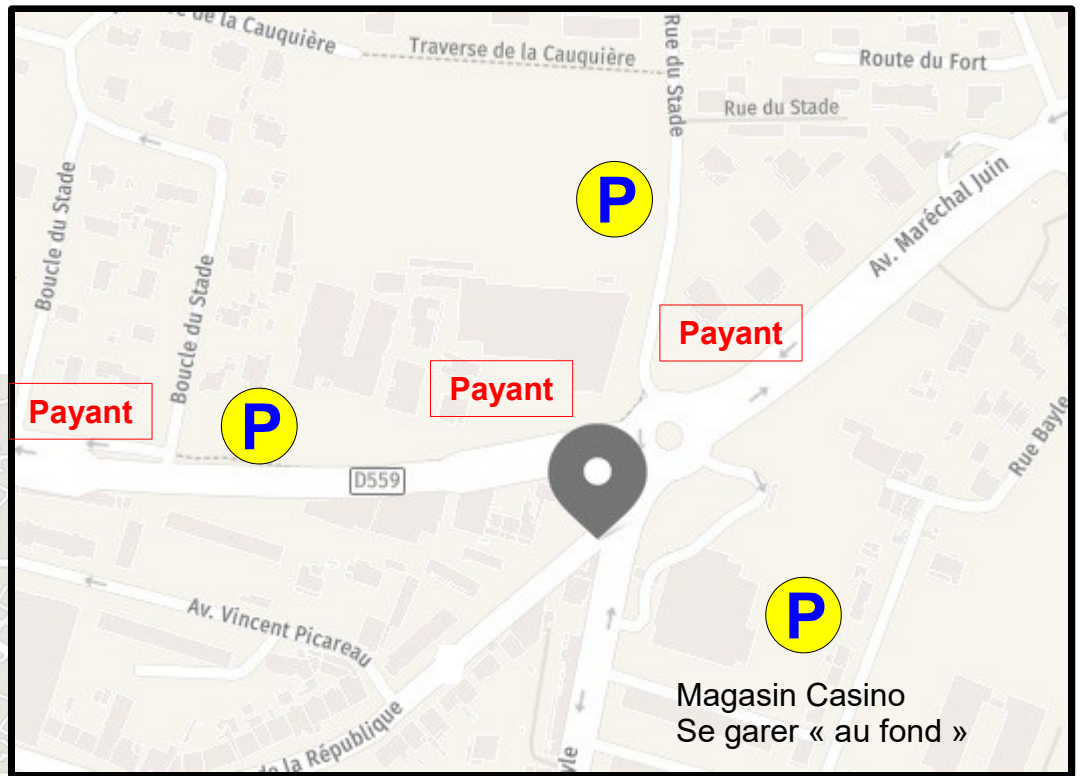 de la Cauquière
Traverse de la Cauquière
Route du Fort
Rue du Stade
Rue du Stade
P
Av. Maréchal Juin
Boucle du Stade
Boucle du Stade
Payant
Payant
Payant
P
Rue Bayle
D559
Av. Vincent Picareau
P
Magasin Casino
Se garer « au fond »
de la République